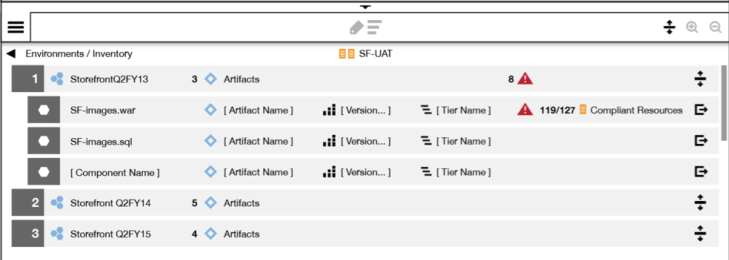 Environments / Inventory SF-UAT
1 StorefrontQ2FY13 3 Artifacts 8
SF-images.war [ Artifact Name ] [ Version... ] [ Tier Name ] 119/127 Compliant Resources
SF-images.sql [ Artifact Name ] [ Version... ] [ Tier Name ]
[ Component Name ] [ Artifact Name ] [ Version... ] [ Tier Name ]
2 Storefront Q2FY14 5 Artifacts
3 Storefront Q2FY15 4 Artifacts